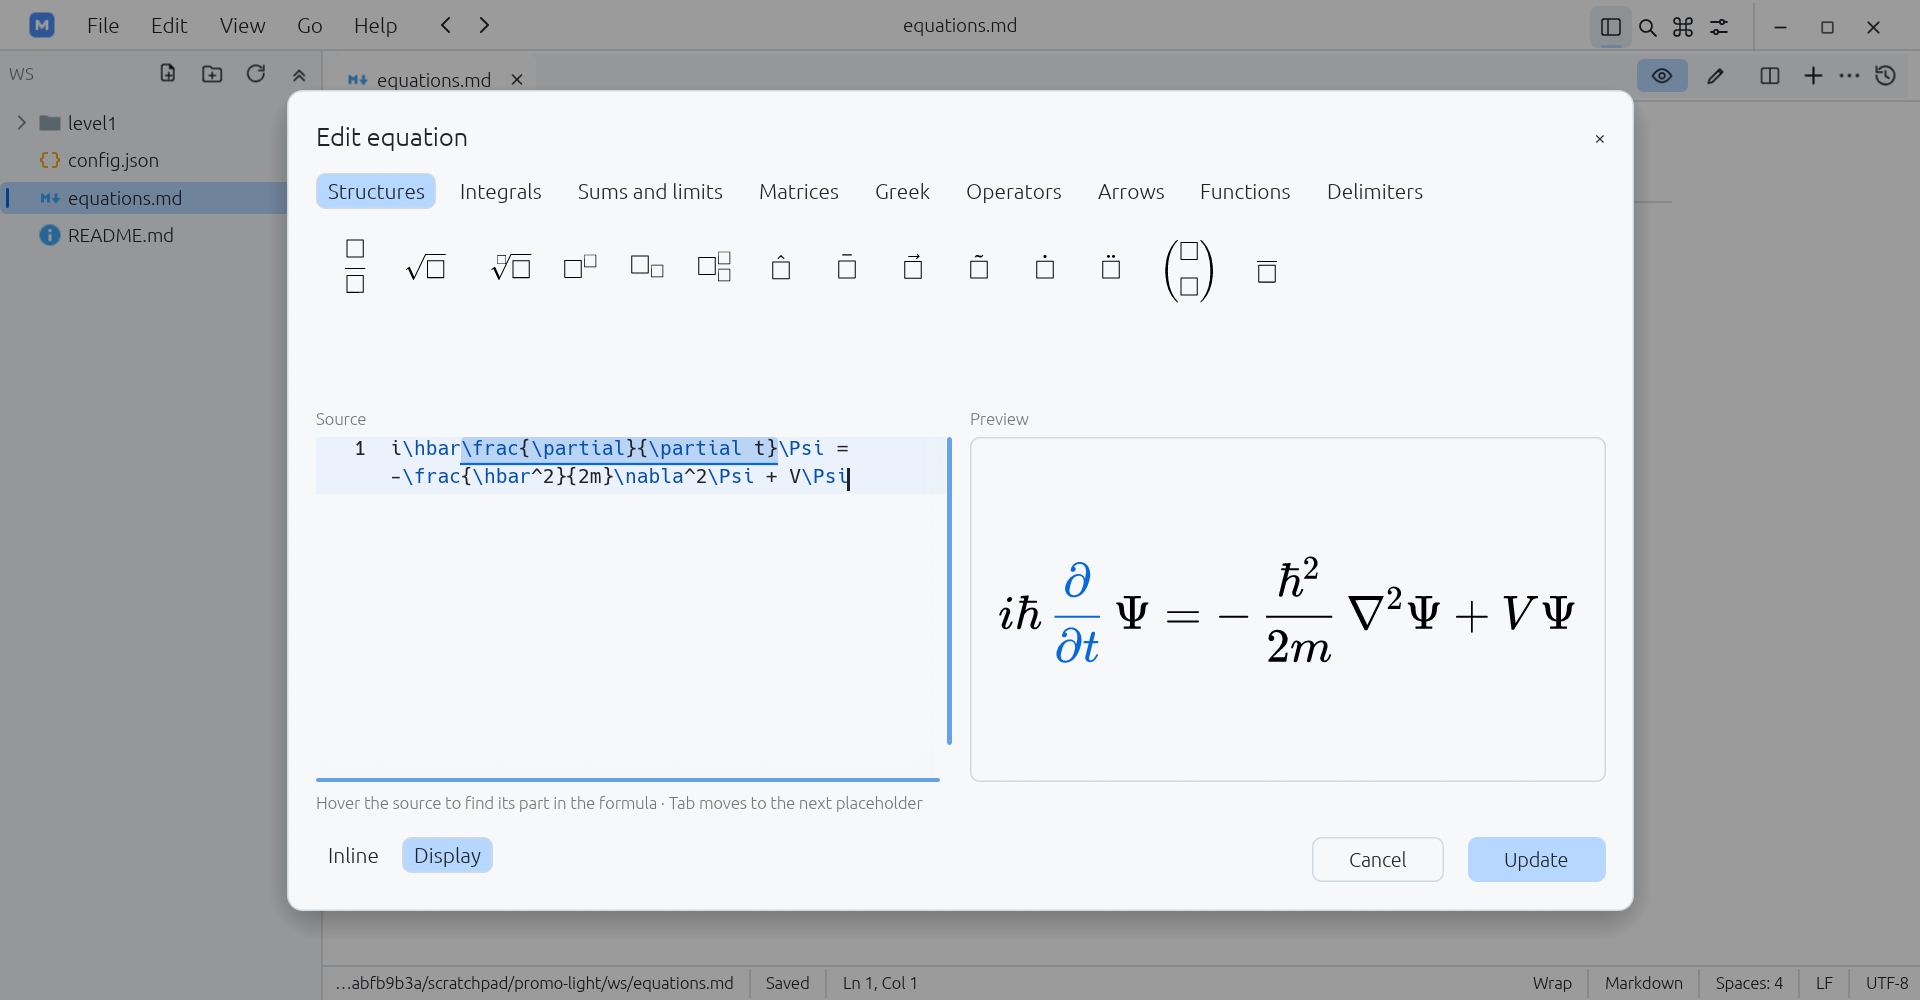 M File Edit View Go Help equations.md
WS
equations.md
level1
config.json
equations.md
README.md
Edit equation
Structures Integrals Sums and limits Matrices Greek Operators Arrows Functions Delimiters
Source
Preview
1 i\hbar\frac{\partial}{\partial t}\Psi =
-\frac{\hbar^2}{2m}\nabla^2\Psi + V\Psi
iħ ∂/∂t Ψ = − ħ²/2m ∇²Ψ + VΨ
Hover the source to find its part in the formula · Tab moves to the next placeholder
Inline Display
Cancel Update
…abfb9b3a/scratchpad/promo-light/ws/equations.md Saved Ln 1, Col 1 Wrap Markdown Spaces: 4 LF UTF-8